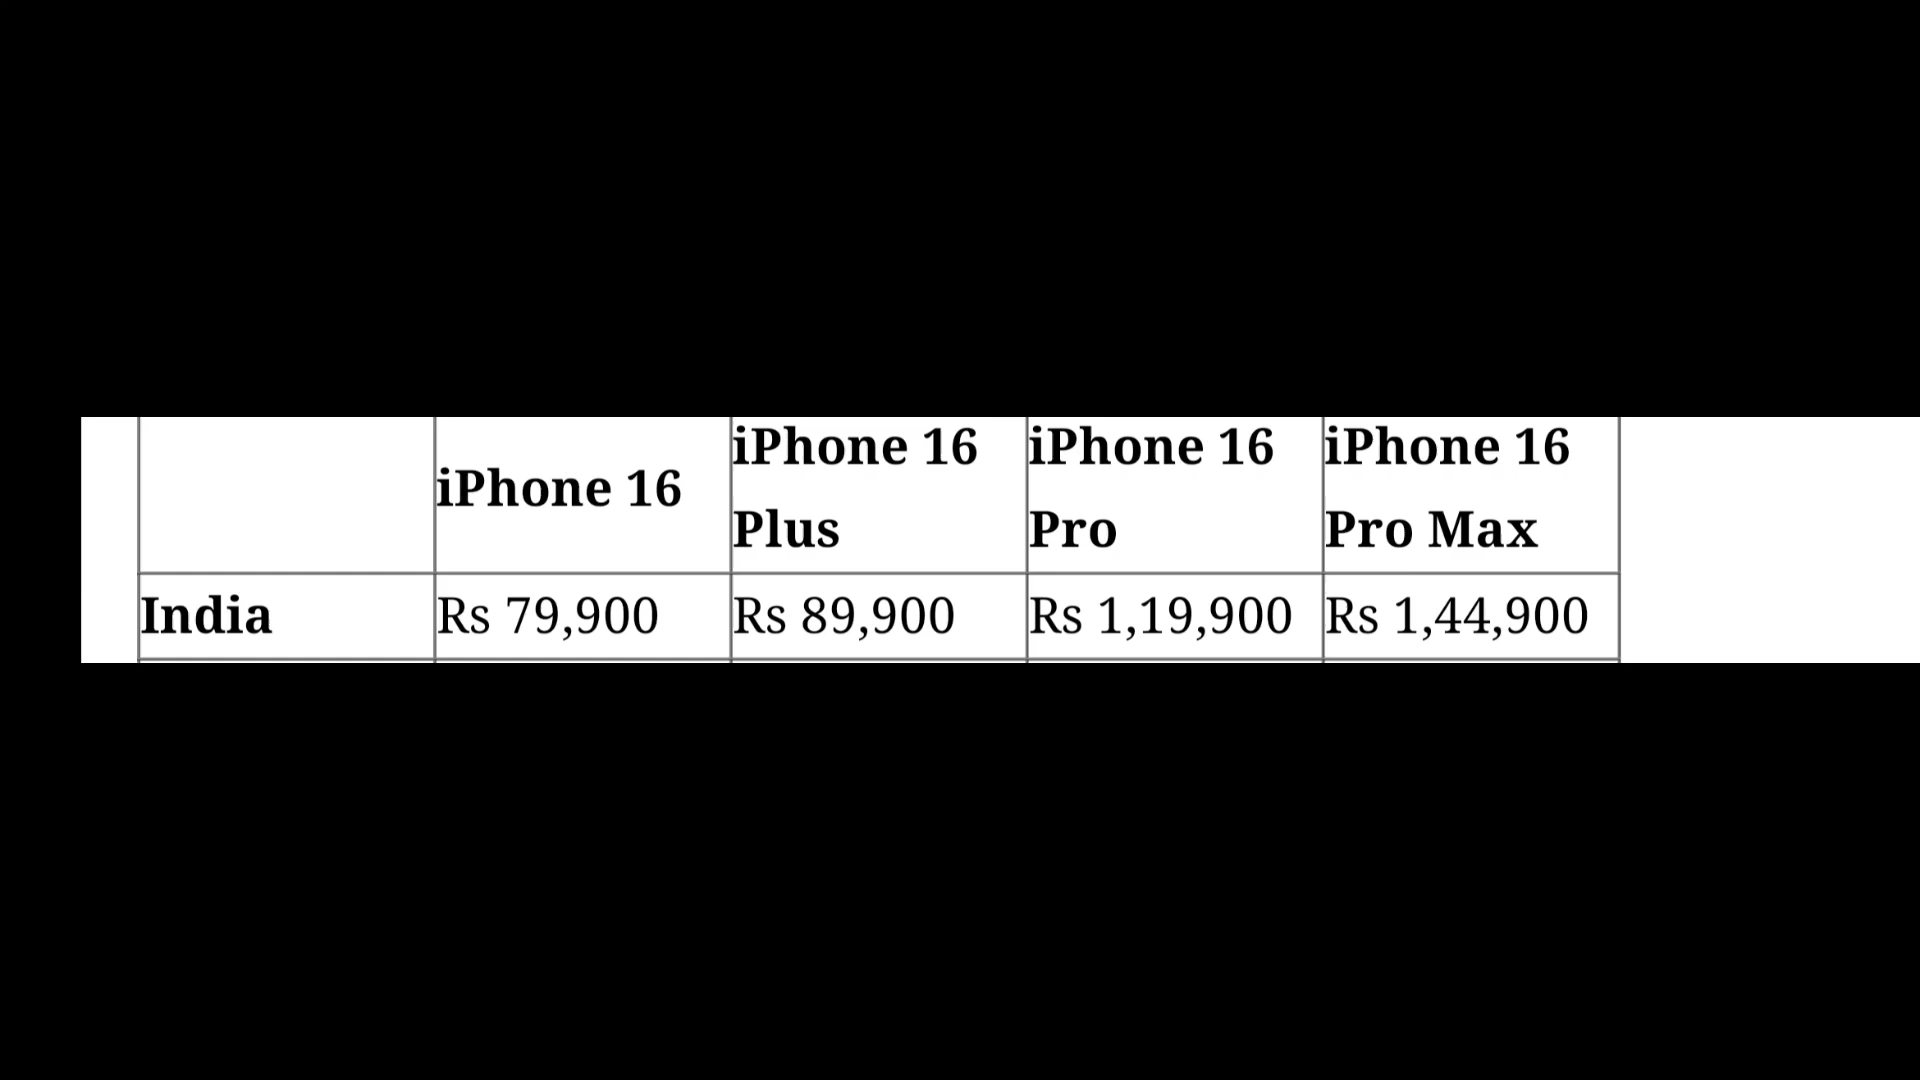 iPhone 16
iPhone 16
Plus
iPhone 16
Pro
iPhone 16
Pro Max
India
Rs 79,900
Rs 89,900
Rs 1,19,900
Rs 1,44,900